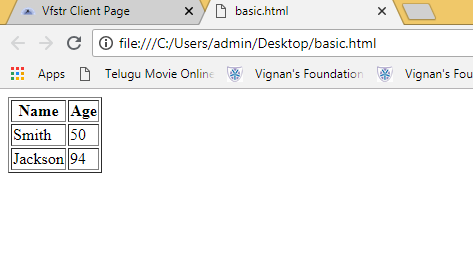 Vfstr Client Page basic.html
file:///C:/Users/admin/Desktop/basic.html
Apps Telugu Movie Online Vignan's Foundation Vignan's Fou
Name Age
Smith 50
Jackson 94